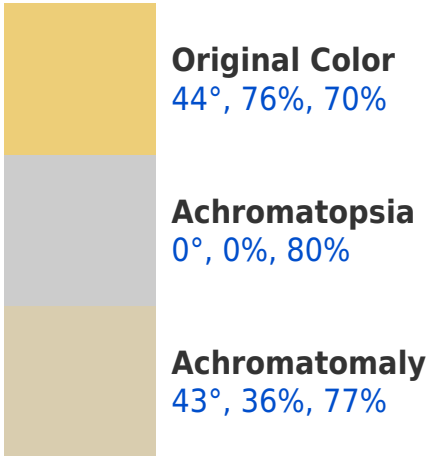 Original Color
44°, 76%, 70%
Achromatopsia
0°, 0%, 80%
Achromatomaly
43°, 36%, 77%